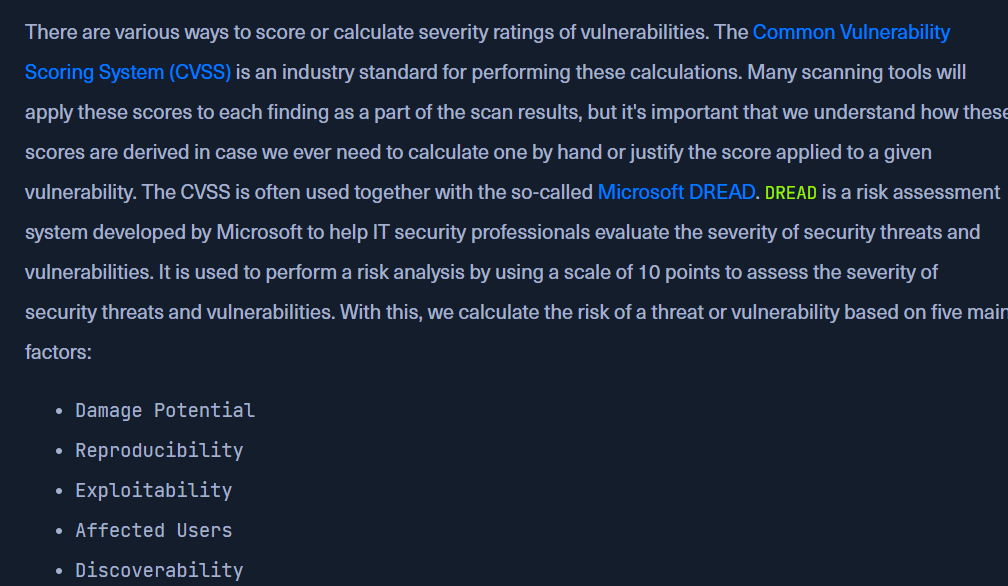 There are various ways to score or calculate severity ratings of vulnerabilities. The Common Vulnerability
Scoring System (CVSS) is an industry standard for performing these calculations. Many scanning tools will
apply these scores to each finding as a part of the scan results, but it's important that we understand how these
scores are derived in case we ever need to calculate one by hand or justify the score applied to a given
vulnerability. The CVSS is often used together with the so-called Microsoft DREAD. DREAD is a risk assessment
system developed by Microsoft to help IT security professionals evaluate the severity of security threats and
vulnerabilities. It is used to perform a risk analysis by using a scale of 10 points to assess the severity of
security threats and vulnerabilities. With this, we calculate the risk of a threat or vulnerability based on five main
factors:
• Damage Potential
• Reproducibility
• Exploitability
• Affected Users
• Discoverability